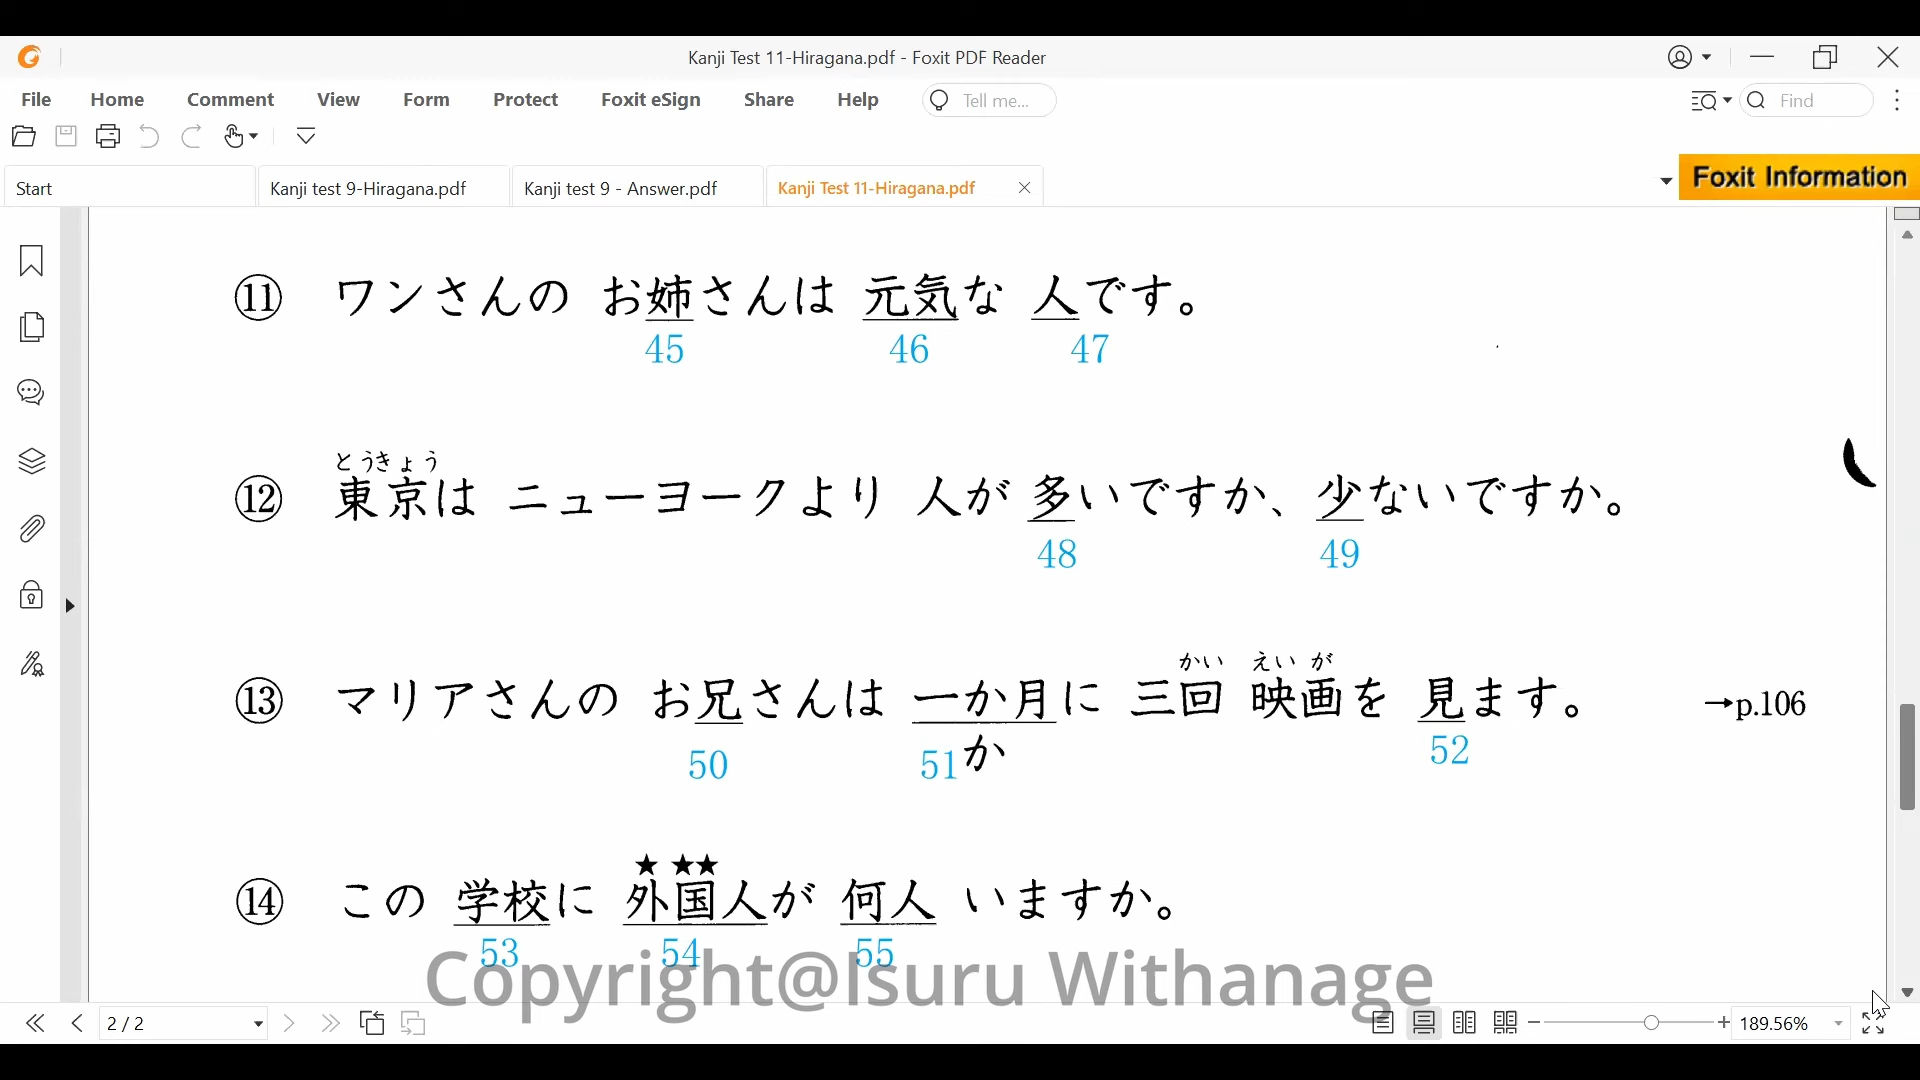 Kanji Test 11-Hiragana.pdf - Foxit PDF Reader
File Home Comment View Form Protect Foxit eSign Share Help Tell me... Find
Start Kanji test 9-Hiragana.pdf Kanji test 9 - Answer.pdf Kanji Test 11-Hiragana.pdf Foxit Information
⑪ ワンさんの お姉さんは 元気な 人です。
45 46 47
とうきょう
⑫ 東京は ニューヨークより 人が 多いですか、少ないですか。
48 49
かい えい が
⑬ マリアさんの お兄さんは 一か月に 三回 映画を 見ます。 →p.106
50 51 か 52
★ ★★
⑭ この 学校に 外国人が 何人 いますか。
53 54 55
Copyright@Isuru Withanage
2 / 2 189.56%